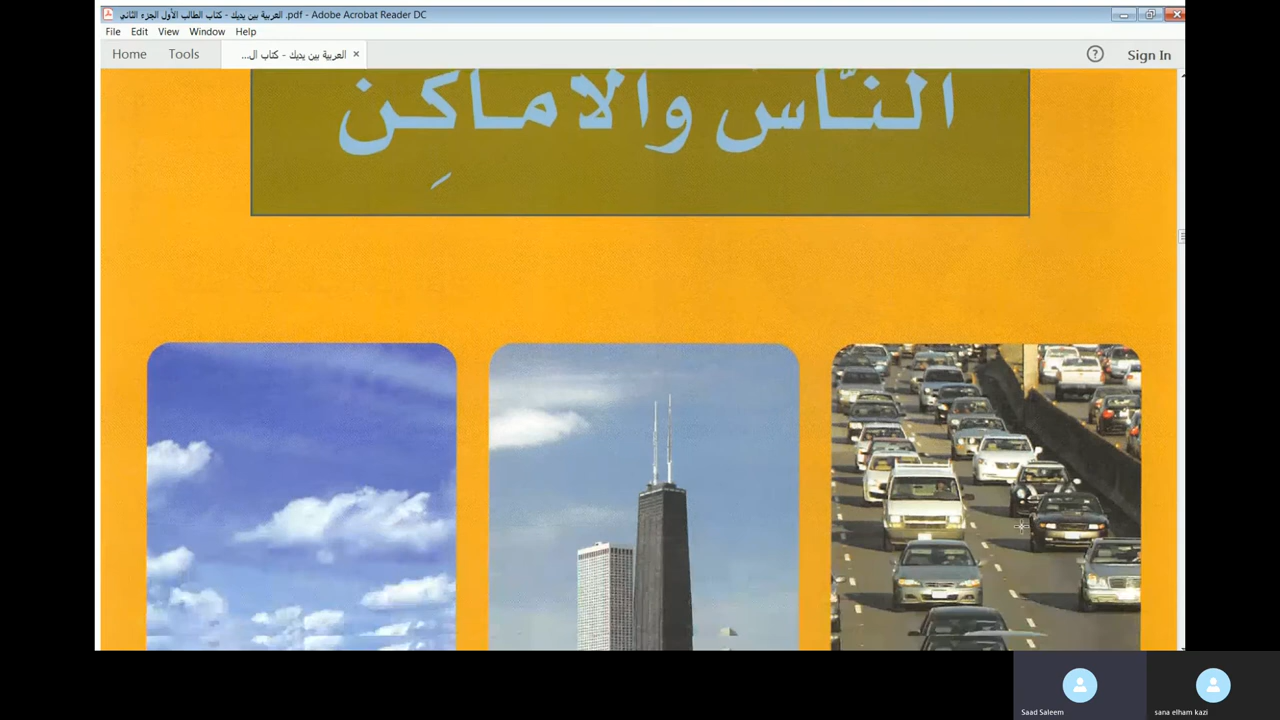 العربية بين يديك - كتاب الطالب الأول الجزء الثاني .pdf - Adobe Acrobat Reader DC
File Edit View Window Help
Home Tools العربية بين يديك - كتاب ال... × ? Sign In
النَّاس والأماكِن
Saad Saleem sana elham kazi